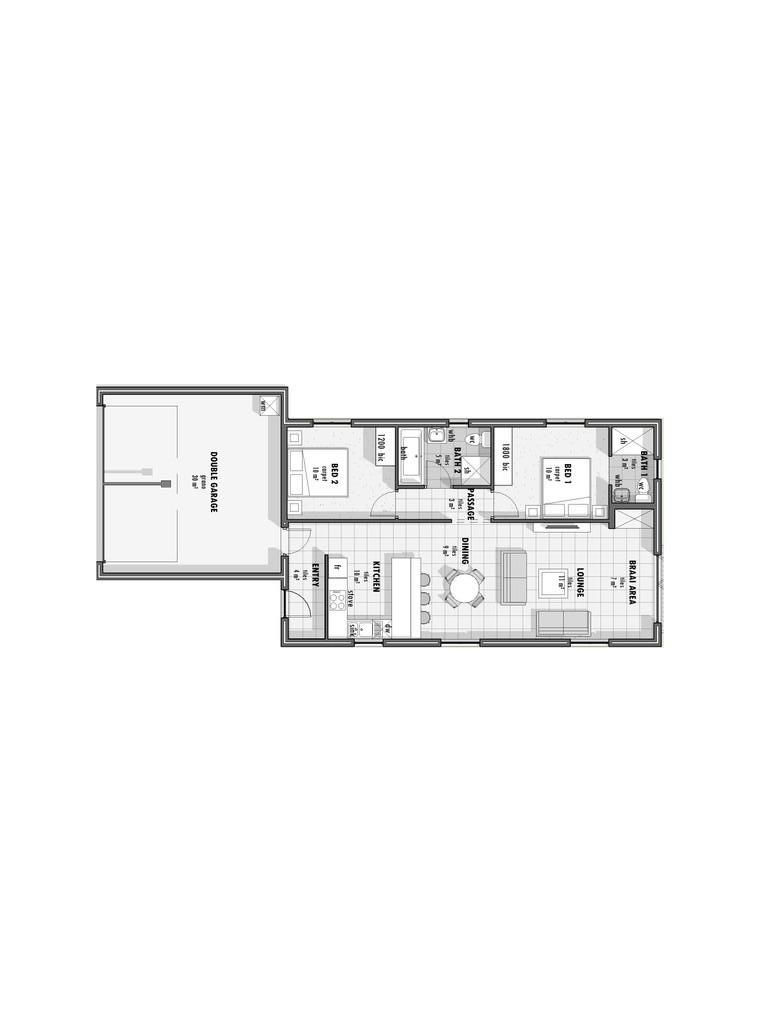 DOUBLE GARAGE
grano
30 m²
wm
BED 2
carpet
10 m²
1200 bic
bath
whb
wc
BATH 2
tiles
5 m²
sh
1800 bic
BED 1
carpet
10 m²
sh
BATH 1
tiles
3 m²
whb
wc
PASSAGE
tiles
3 m²
ENTRY
tiles
4 m²
fr
stove
sink
dw
KITCHEN
tiles
10 m²
DINING
tiles
9 m²
LOUNGE
tiles
11 m²
BRAAI AREA
tiles
7 m²